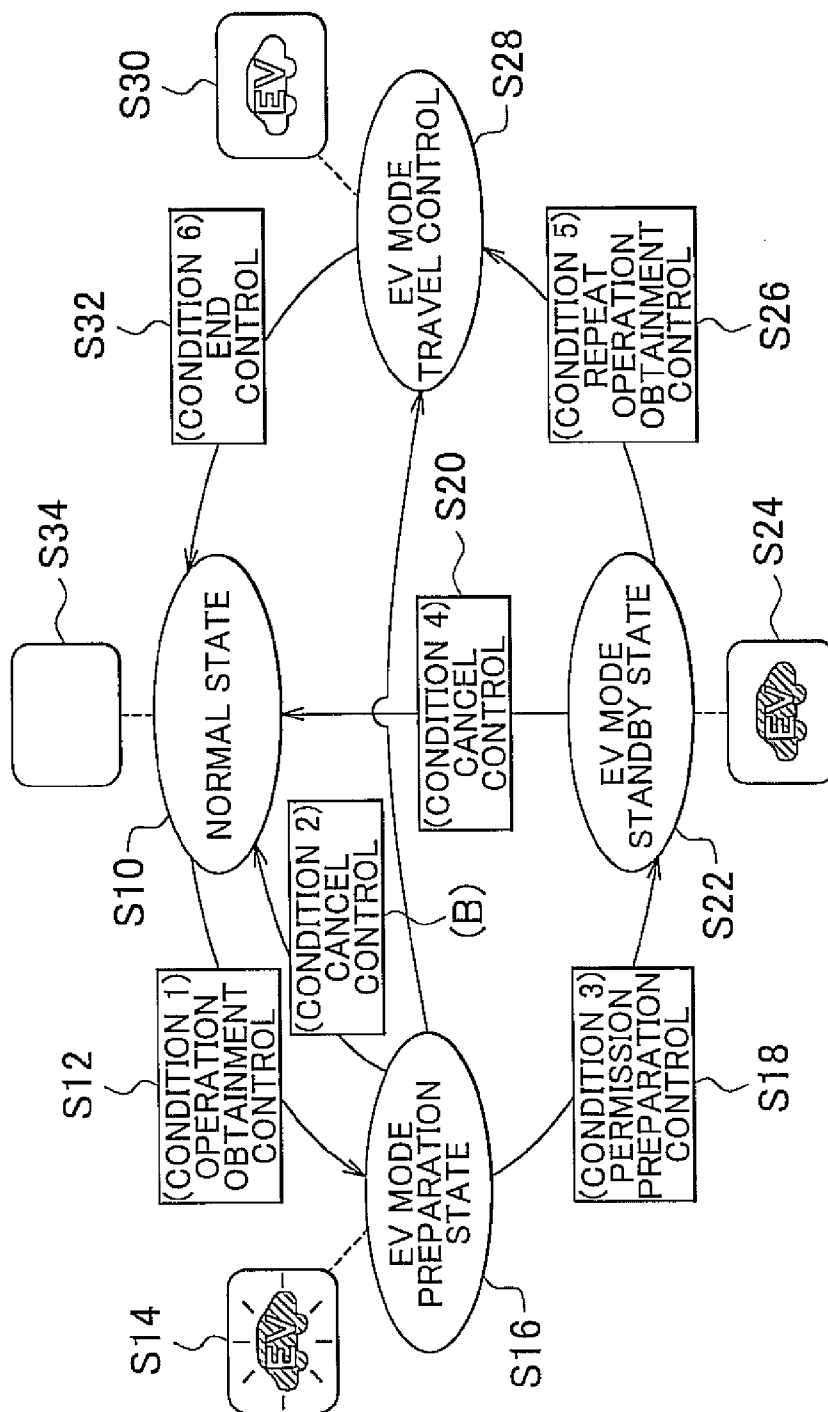 S34
NORMAL STATE
S10
S12
(CONDITION 1)
OPERATION
OBTAINMENT
CONTROL
(CONDITION 2)
CANCEL
CONTROL
(B)
S32
(CONDITION 6)
END
CONTROL
S30
EV
S14
EV
EV MODE
PREPARATION
STATE
S16
S20
(CONDITION 4)
CANCEL
CONTROL
EV MODE
TRAVEL CONTROL
S28
(CONDITION 3)
PERMISSION
PREPARATION
CONTROL
S18
EV MODE
STANDBY STATE
S22
S24
EV
(CONDITION 5)
REPEAT
OPERATION
OBTAINMENT
CONTROL
S26